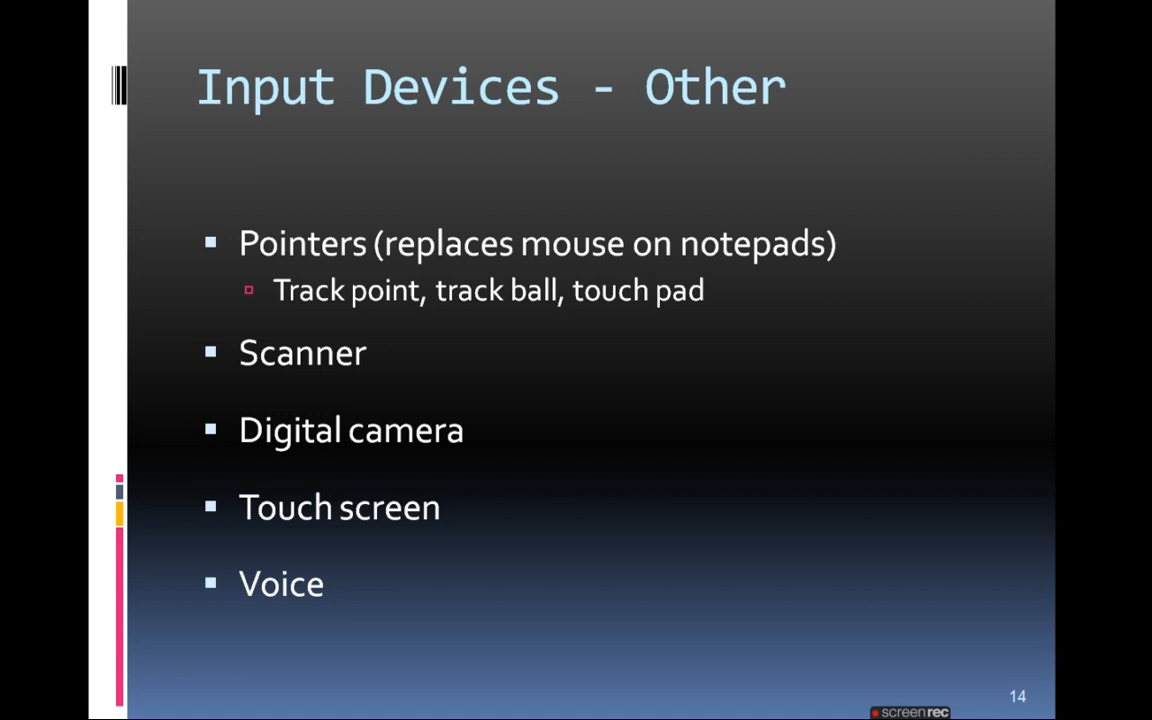 Input Devices - Other
Pointers (replaces mouse on notepads)
Track point, track ball, touch pad
Scanner
Digital camera
Touch screen
Voice
14
screenrec